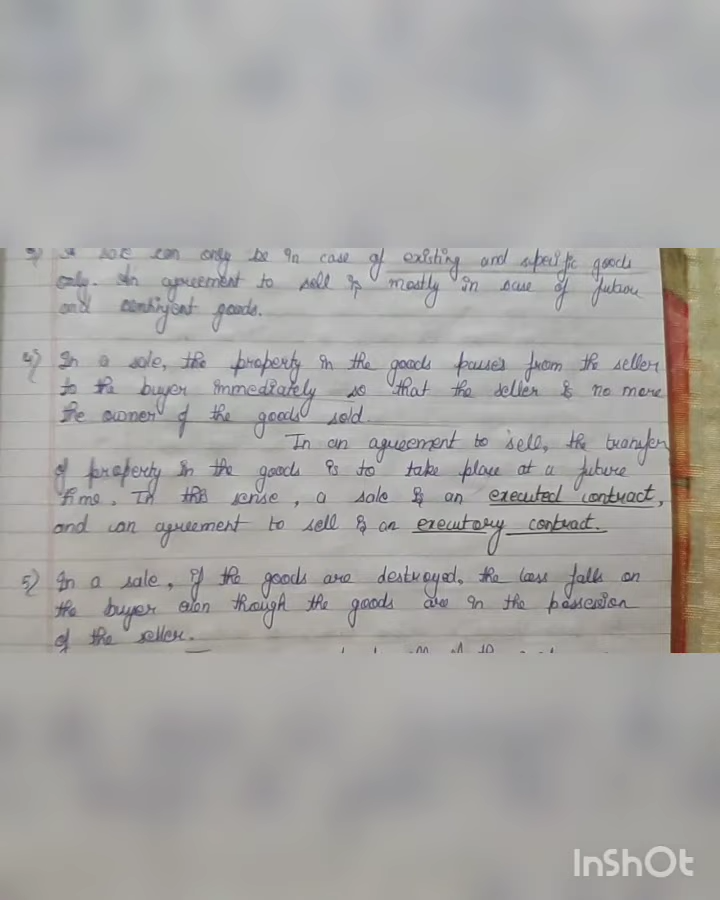 3) A sale can only be in case of existing and specific goods
only. An agreement to sell is mostly in case of future
and contingent goods.
4) In a sale, the property in the goods passes from the seller
to the buyer immediately so that the seller is no more
the owner of the goods sold.
In an agreement to sell, the transfer
of property in the goods is to take place at a future
time. In this sense, a sale is an executed contract,
and an agreement to sell is an executory contract.
5) In a sale, if the goods are destroyed, the loss falls on
the buyer even though the goods are in the possession
of the seller.
InShOt